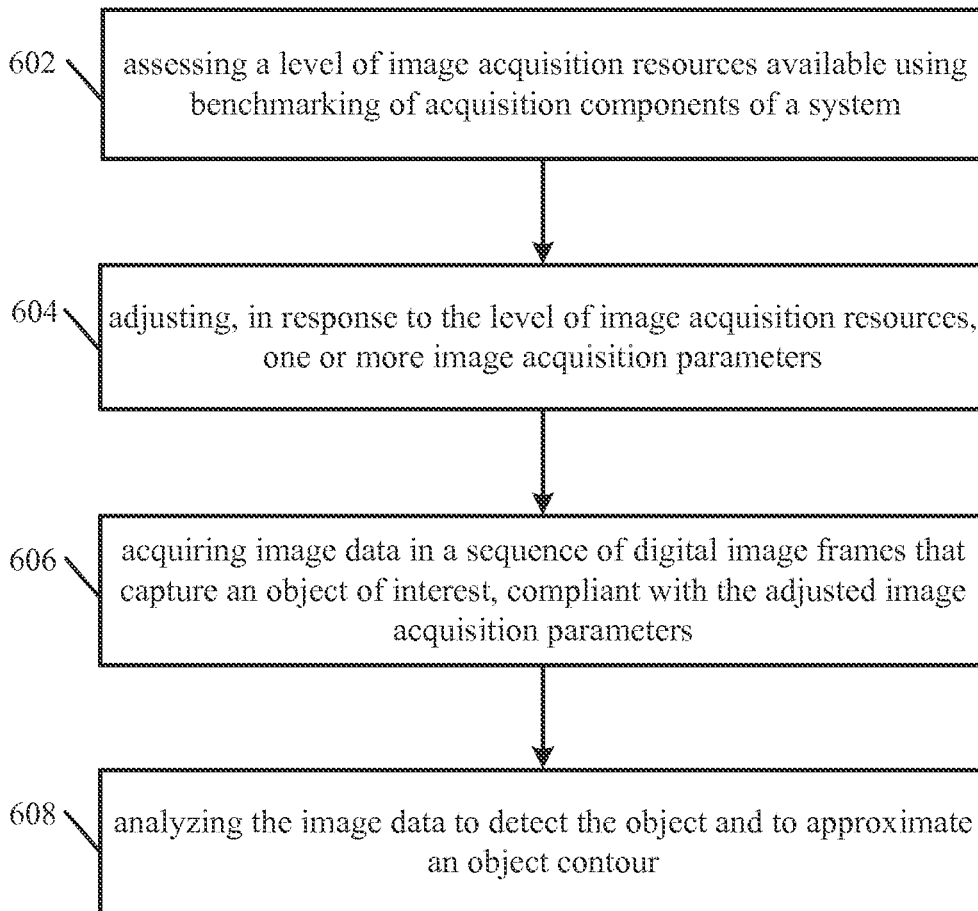 602
assessing a level of image acquisition resources available using
benchmarking of acquisition components of a system
604
adjusting, in response to the level of image acquisition resources,
one or more image acquisition parameters
606
acquiring image data in a sequence of digital image frames that
capture an object of interest, compliant with the adjusted image
acquisition parameters
608
analyzing the image data to detect the object and to approximate
an object contour